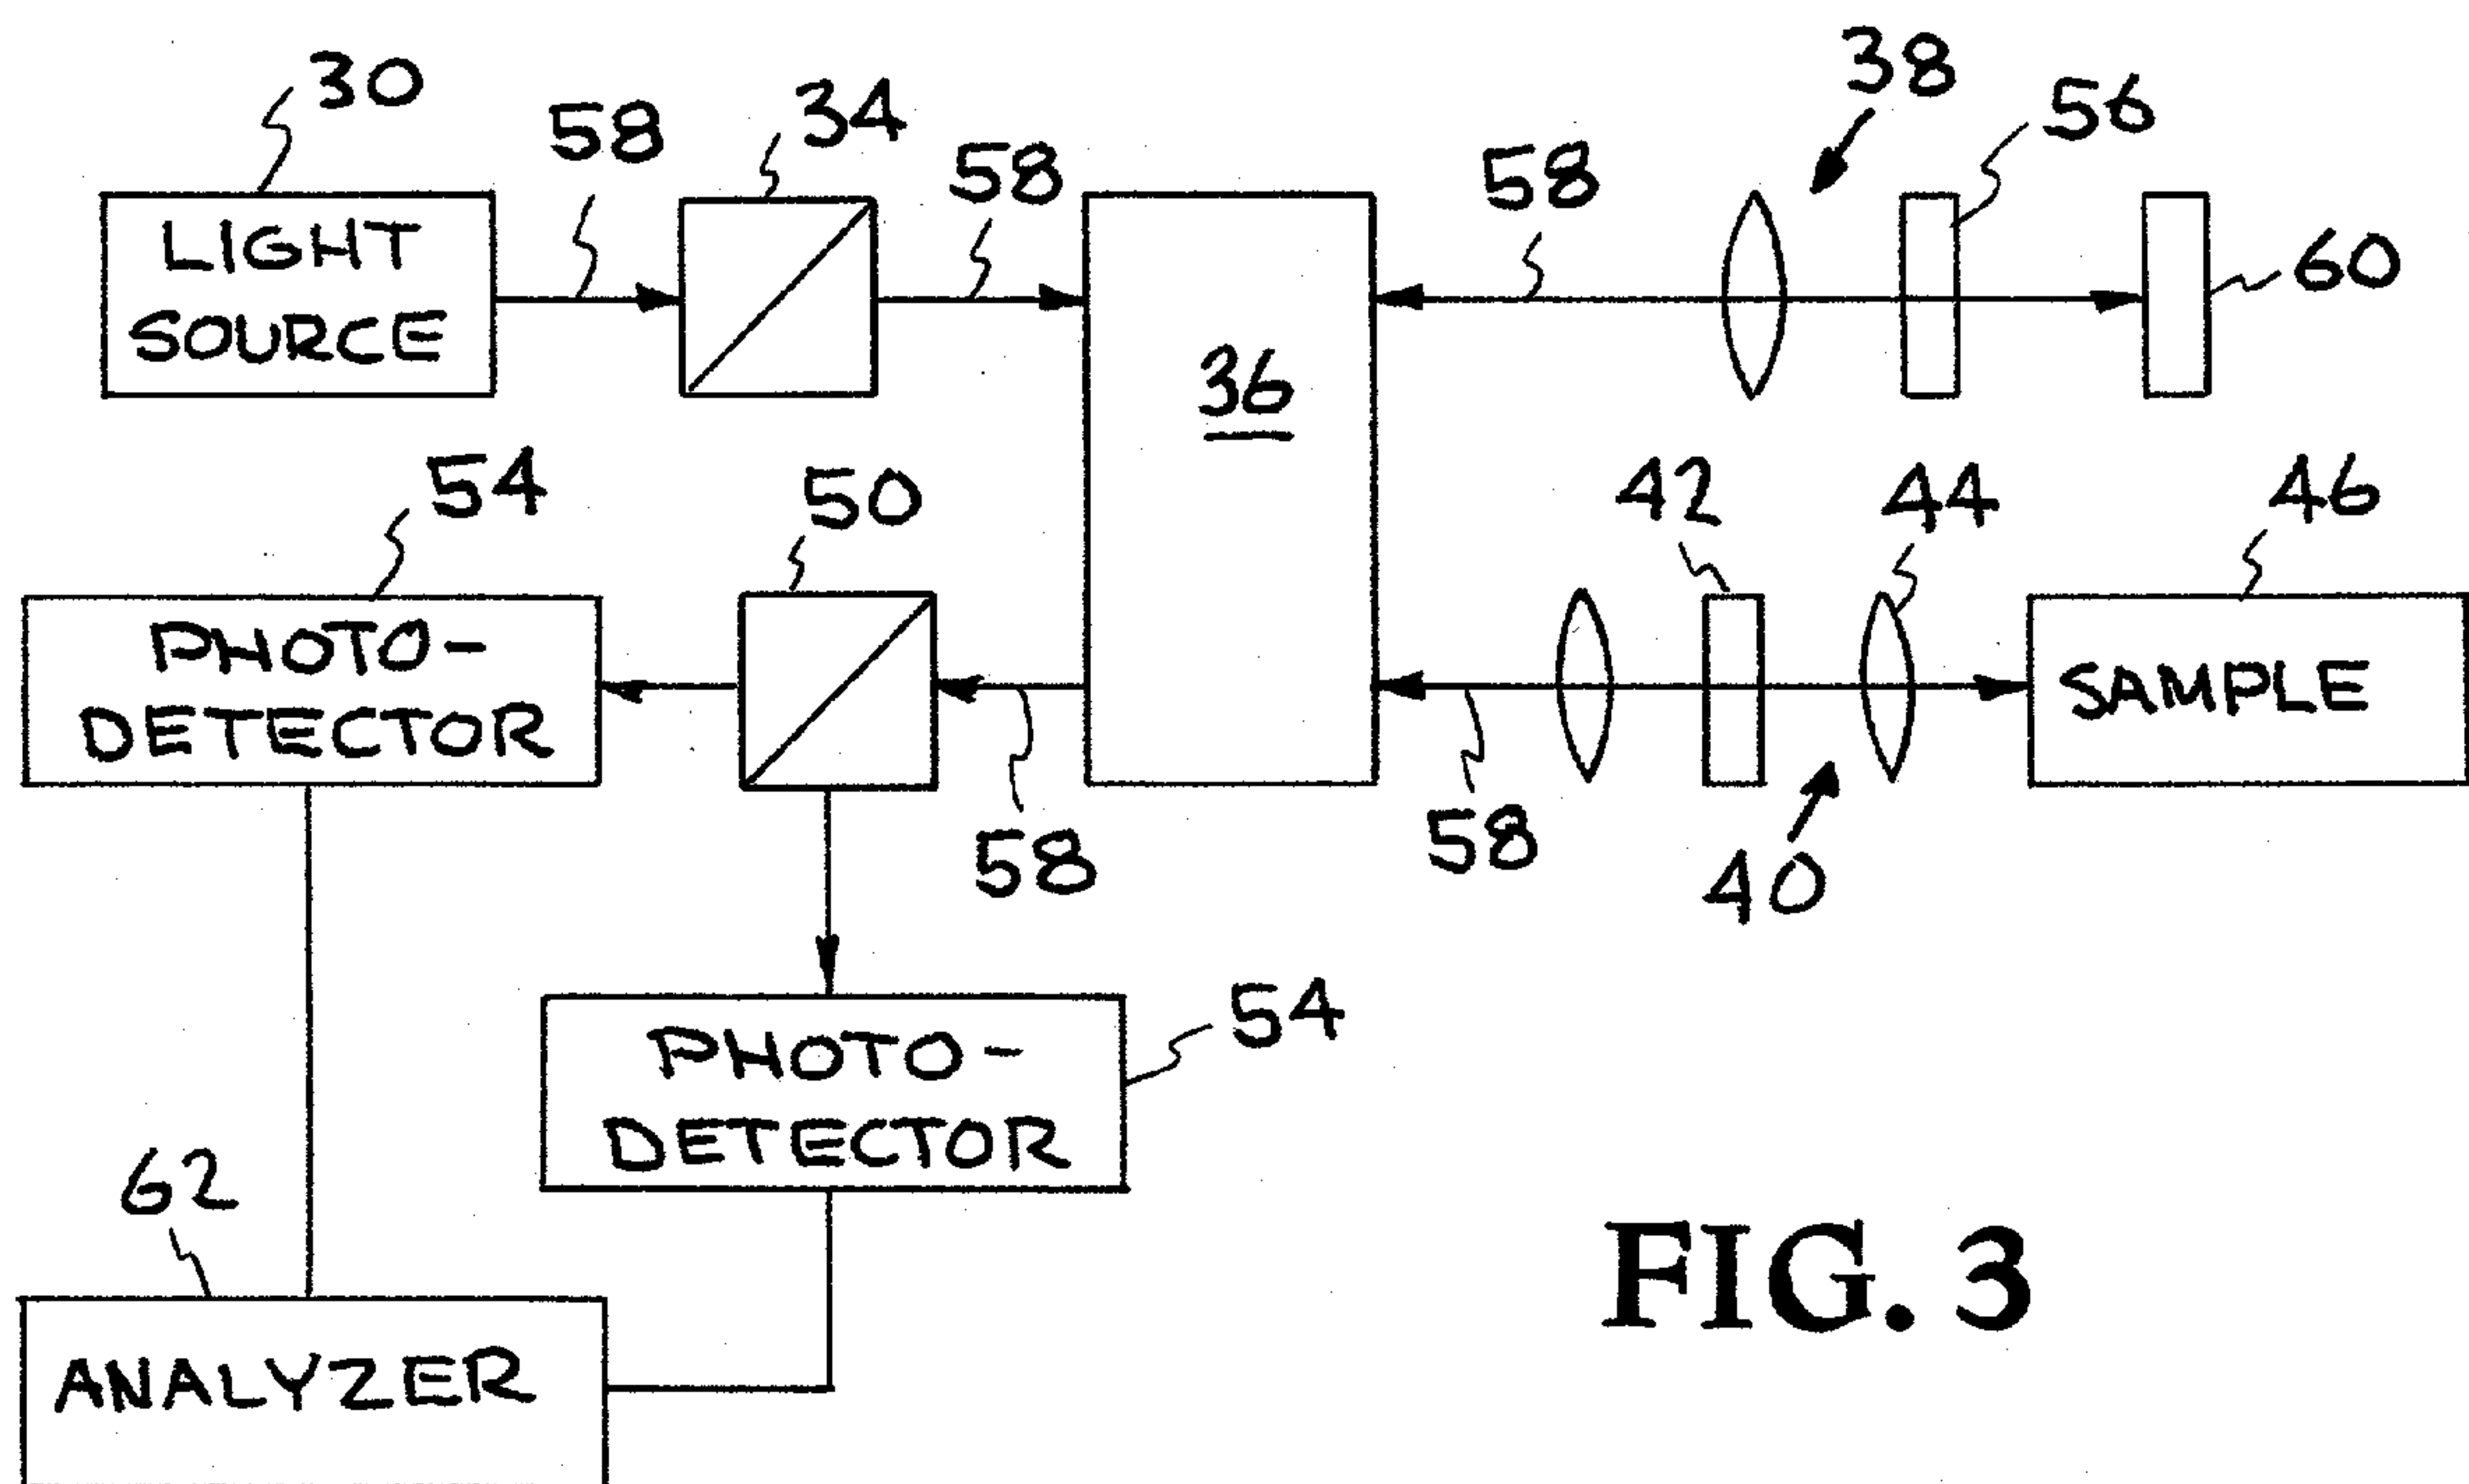 30
58
34
58
58
38
56
60
LIGHT
SOURCE
36
54
50
42
44
46
PHOTO-
DETECTOR
SAMPLE
58
58
40
54
PHOTO-
DETECTOR
62
ANALYZER
FIG. 3